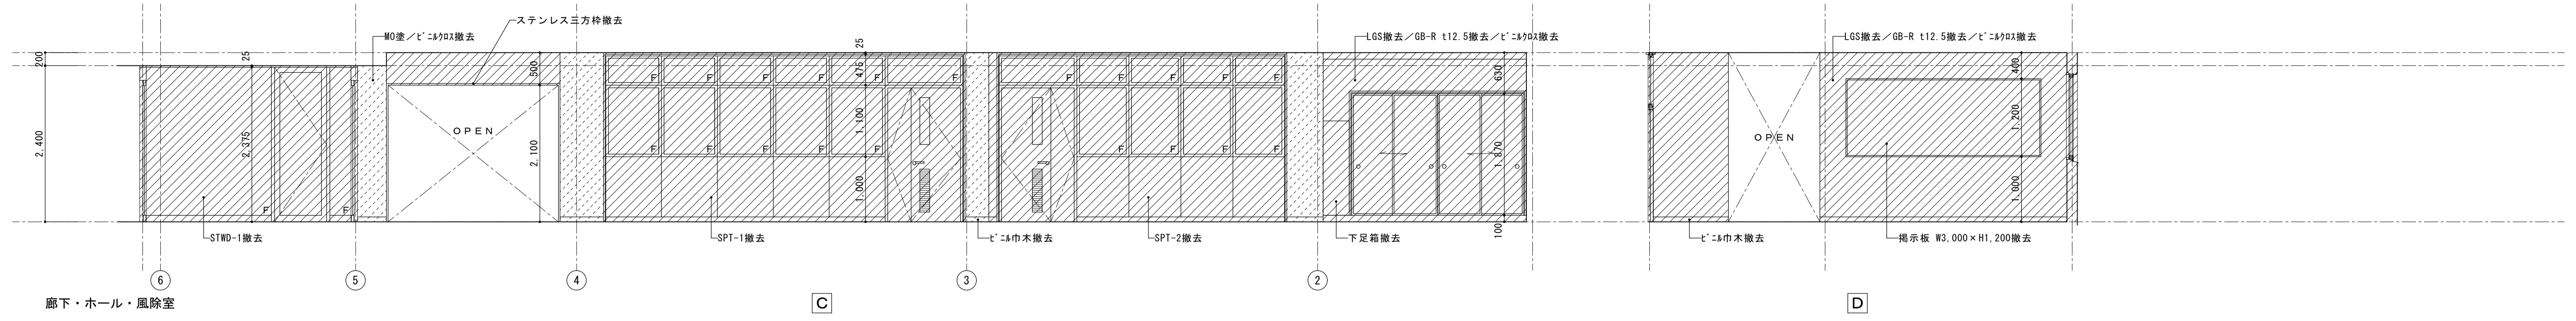 ステンレス三方枠撤去
MO塗／ﾋﾞﾆﾙｸﾛｽ撤去
LGS撤去／GB-R t12.5撤去／ﾋﾞﾆﾙｸﾛｽ撤去
LGS撤去／GB-R t12.5撤去／ﾋﾞﾆﾙｸﾛｽ撤去
200
25
500
25
475
630
400
F F F F F F
F F F F F
2,400
2,375
OPEN
2,100
1,100
1,870
OPEN
1,200
F F F F F
F F F F
1,000
1,000
F F
100
STWD-1撤去
SPT-1撤去
ﾋﾞﾆﾙ巾木撤去
SPT-2撤去
下足箱撤去
ﾋﾞﾆﾙ巾木撤去
掲示板 W3,000×H1,200撤去
6 5 4 3 2
廊下・ホール・風除室
C
D